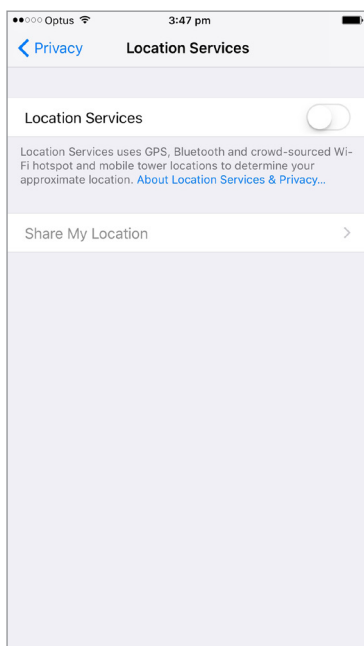 Optus 3:47 pm
Privacy Location Services
Location Services
Location Services uses GPS, Bluetooth and crowd-sourced Wi-
Fi hotspot and mobile tower locations to determine your
approximate location. About Location Services & Privacy...
Share My Location